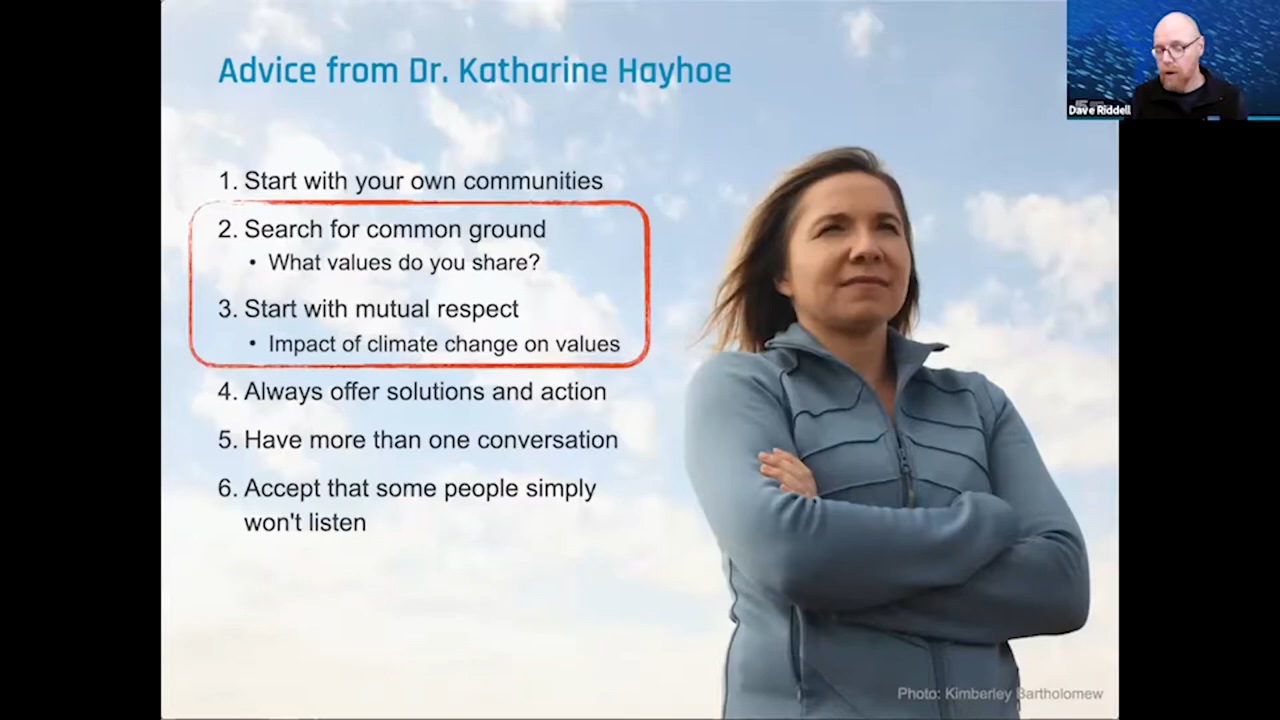 Advice from Dr. Katharine Hayhoe
1. Start with your own communities
2. Search for common ground
• What values do you share?
3. Start with mutual respect
• Impact of climate change on values
4. Always offer solutions and action
5. Have more than one conversation
6. Accept that some people simply
won't listen
Dave Riddell
Photo: Kimberley Bartholomew